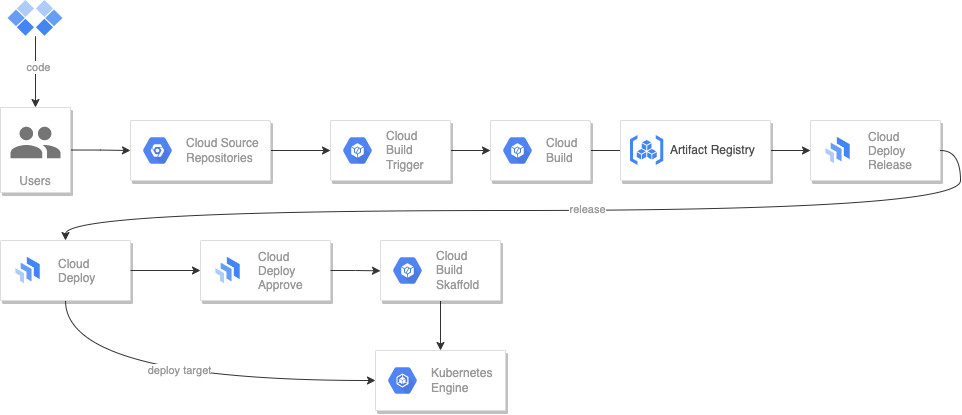 code
Users
Cloud Source
Repositories
Cloud
Build
Trigger
Cloud
Build
Artifact Registry
Cloud
Deploy
Release
release
Cloud
Deploy
Cloud
Deploy
Approve
Cloud
Build
Skaffold
deploy target
Kubernetes
Engine